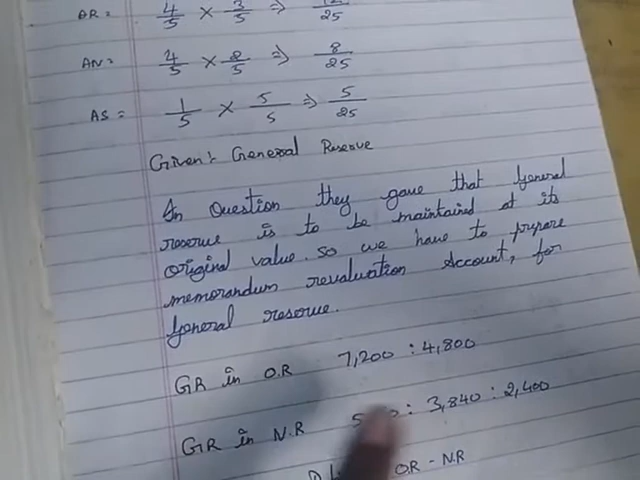 AR = 4/5 × 3/5 ⇒ 12/25
AN = 4/5 × 2/5 ⇒ 8/25
AS = 1/5 × 5/5 ⇒ 5/25
Given: General Reserve
In Question they gave that General
reserve is to be maintained at its
original value. So we have to prepare
memorandum revaluation Account, for
General reserve.
GR in O.R 7,200 : 4,800
GR in N.R : 3,840 : 2,400
O.R - N.R